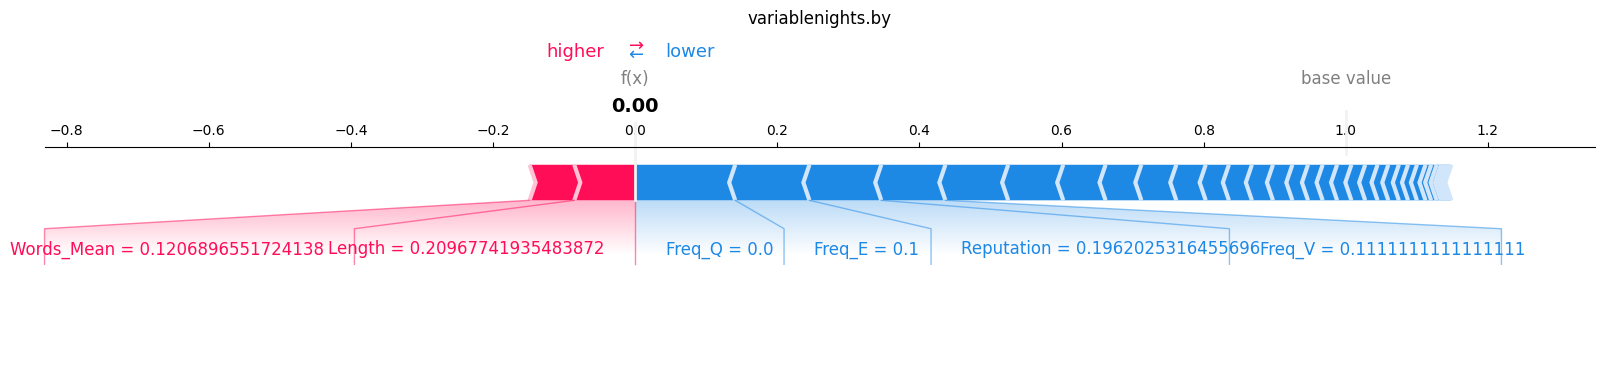 variablenights.by
higher → ← lower
f(x) base value
0.00
−0.8 −0.6 −0.4 −0.2 0.0 0.2 0.4 0.6 0.8 1.0 1.2
Words_Mean = 0.1206896551724138 Length = 0.20967741935483872 Freq_Q = 0.0 Freq_E = 0.1 Reputation = 0.1962025316455696 Freq_V = 0.1111111111111111